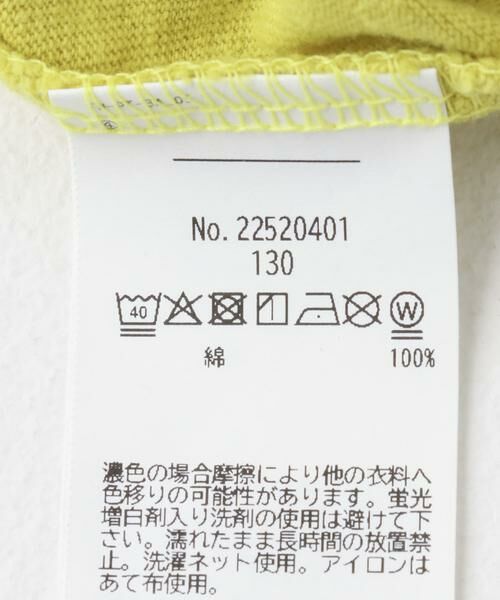 No. 22520401
130
40 W
綿 100%
濃色の場合摩擦により他の衣料へ
色移りの可能性があります。蛍光
増白剤入り洗剤の使用は避けて下
さい。濡れたまま長時間の放置禁
止。洗濯ネット使用。アイロンは
あて布使用。